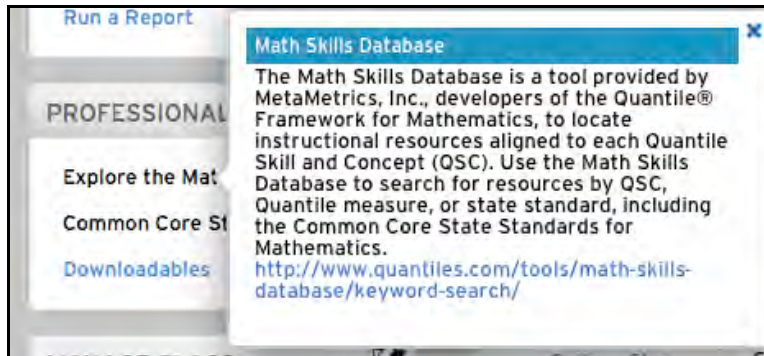 Run a Report
Math Skills Database
The Math Skills Database is a tool provided by
MetaMetrics, Inc., developers of the Quantile®
Framework for Mathematics, to locate
instructional resources aligned to each Quantile
Skill and Concept (QSC). Use the Math Skills
Database to search for resources by QSC,
Quantile measure, or state standard, including
the Common Core State Standards for
Mathematics.
http://www.quantiles.com/tools/math-skills-
database/keyword-search/
PROFESSIONAL
Explore the Mat
Common Core St
Downloadables